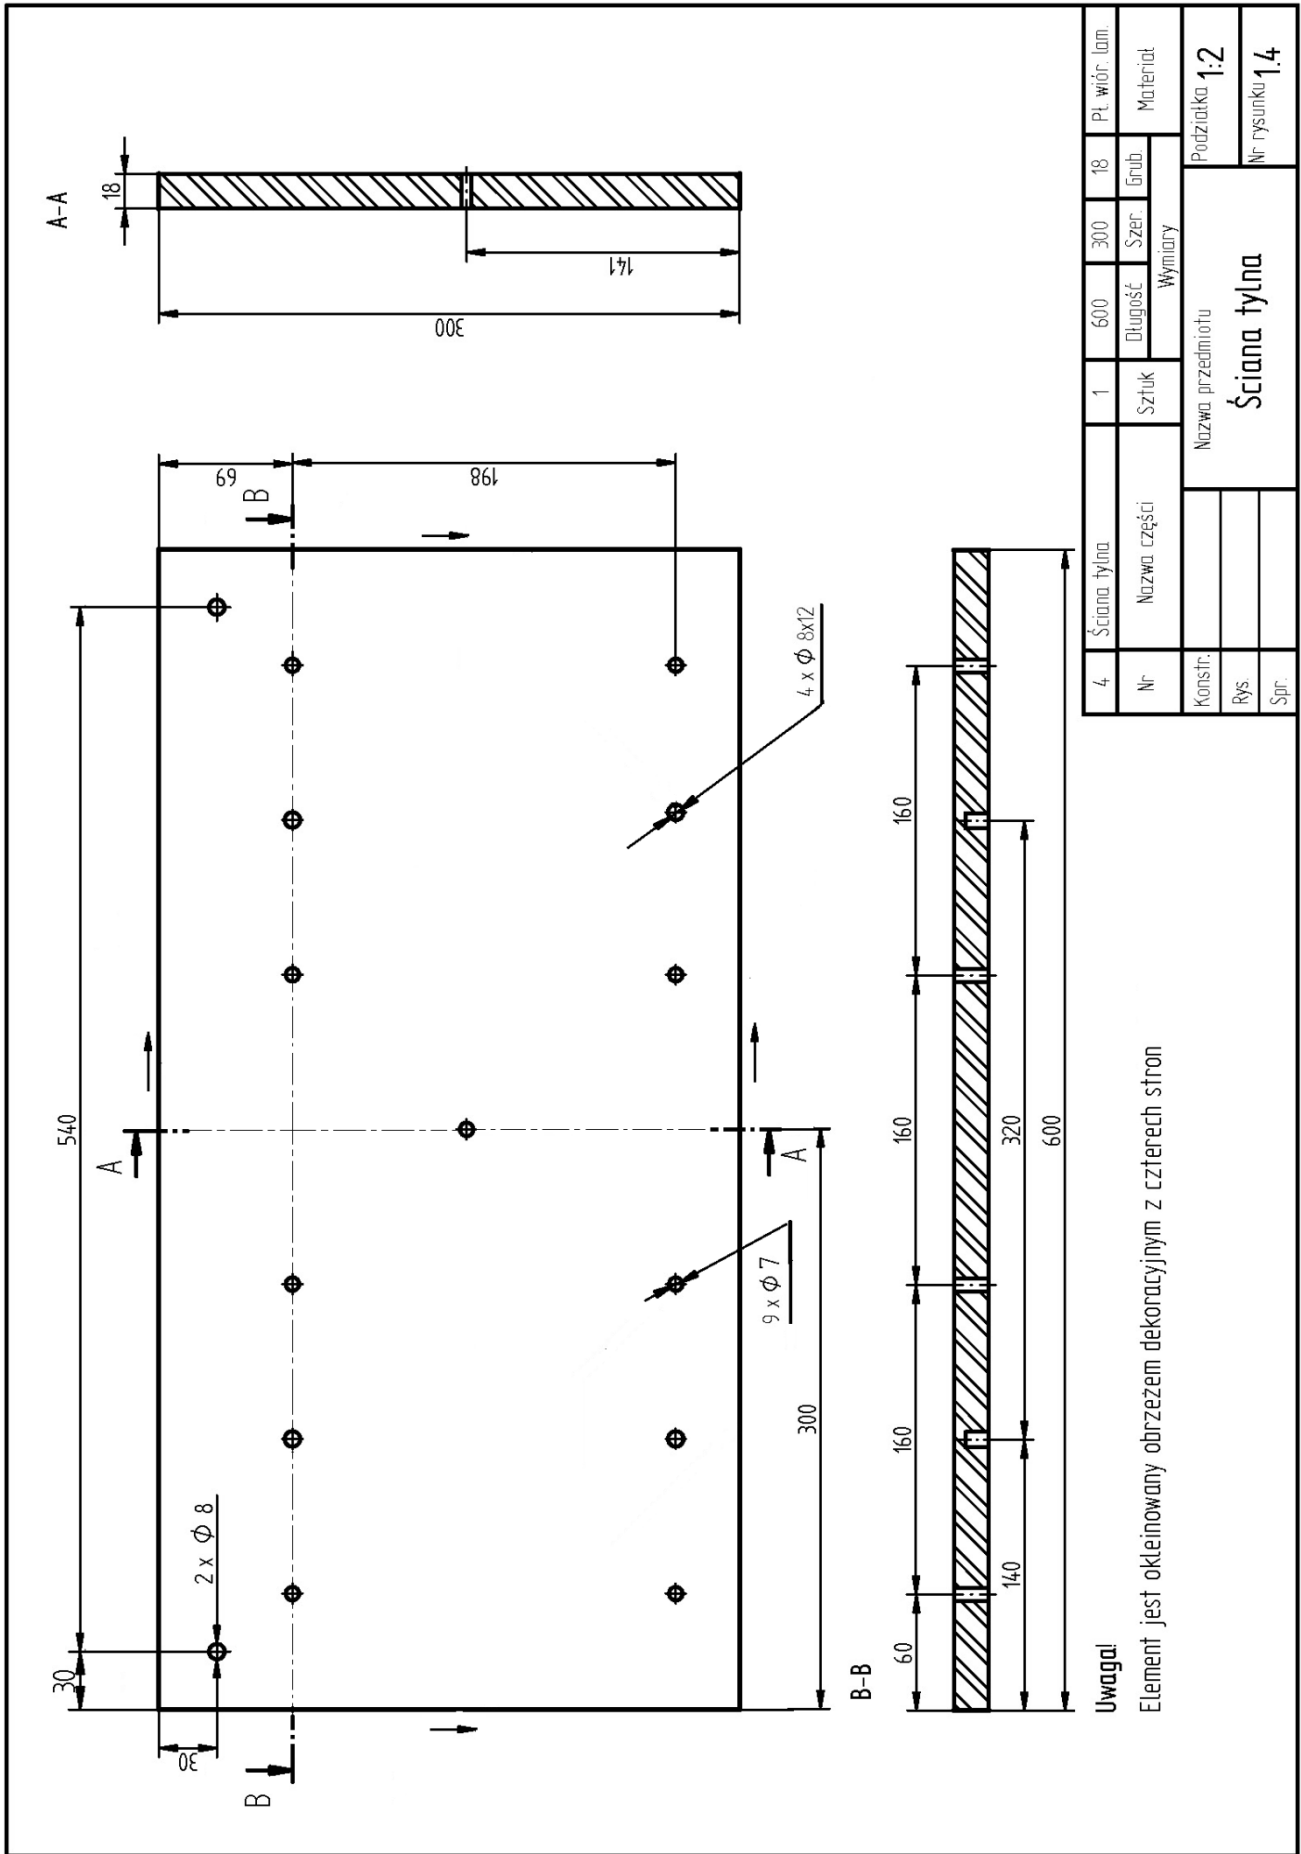 A-A
18
141
300
69
198
B
540
30
30
2 x Φ 8
A
A
B
300
9 x Φ 7
4 x Φ 8x12
B-B
60
160
160
160
140
320
600
Uwaga!
Element jest okleinowany obrzeżem dekoracyjnym z czterech stron
4 Ściana tylna 1 600 300 18 Pł. wiór. lam.
Nr Nazwa części Sztuk Długość Szer. Grub. Materiał
Wymiary
Konstr.
Rys.
Spr.
Nazwa przedmiotu
Ściana tylna
Podziałka 1:2
Nr rysunku 1.4